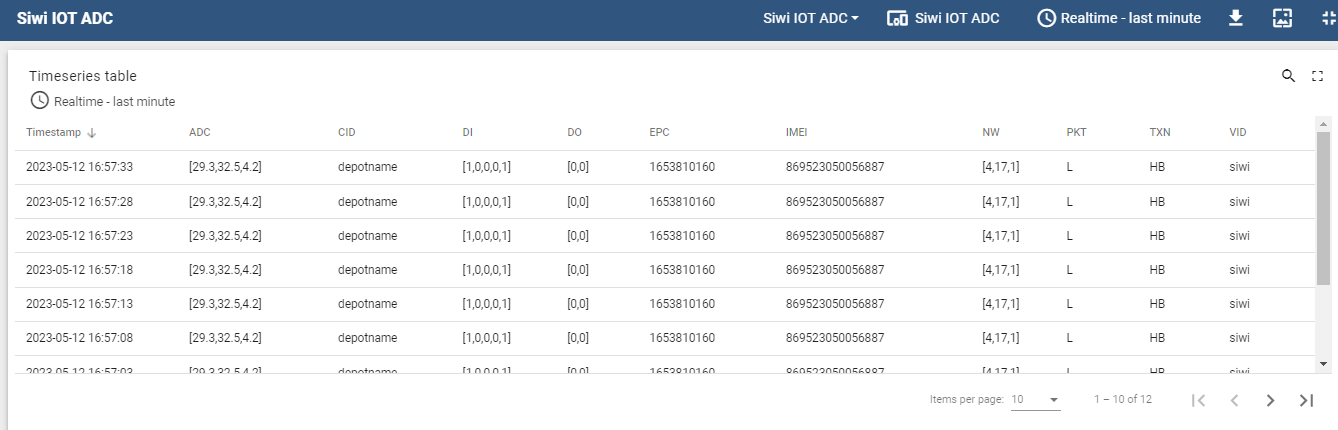 Siwi IOT ADC Siwi IOT ADC Siwi IOT ADC Realtime - last minute
Timeseries table
Realtime - last minute
Timestamp ADC CID DI DO EPC IMEI NW PKT TXN VID
2023-05-12 16:57:33 [29.3,32.5,4.2] depotname [1,0,0,0,1] [0,0] 1653810160 869523050056887 [4,17,1] L HB siwi
2023-05-12 16:57:28 [29.3,32.5,4.2] depotname [1,0,0,0,1] [0,0] 1653810160 869523050056887 [4,17,1] L HB siwi
2023-05-12 16:57:23 [29.3,32.5,4.2] depotname [1,0,0,0,1] [0,0] 1653810160 869523050056887 [4,17,1] L HB siwi
2023-05-12 16:57:18 [29.3,32.5,4.2] depotname [1,0,0,0,1] [0,0] 1653810160 869523050056887 [4,17,1] L HB siwi
2023-05-12 16:57:13 [29.3,32.5,4.2] depotname [1,0,0,0,1] [0,0] 1653810160 869523050056887 [4,17,1] L HB siwi
2023-05-12 16:57:08 [29.3,32.5,4.2] depotname [1,0,0,0,1] [0,0] 1653810160 869523050056887 [4,17,1] L HB siwi
2023-05-12 16:57:03 [29.3,32.5,4.2] depotname [1,0,0,0,1] [0,0] 1653810160 869523050056887 [4,17,1] L HB siwi
Items per page: 10 1 – 10 of 12